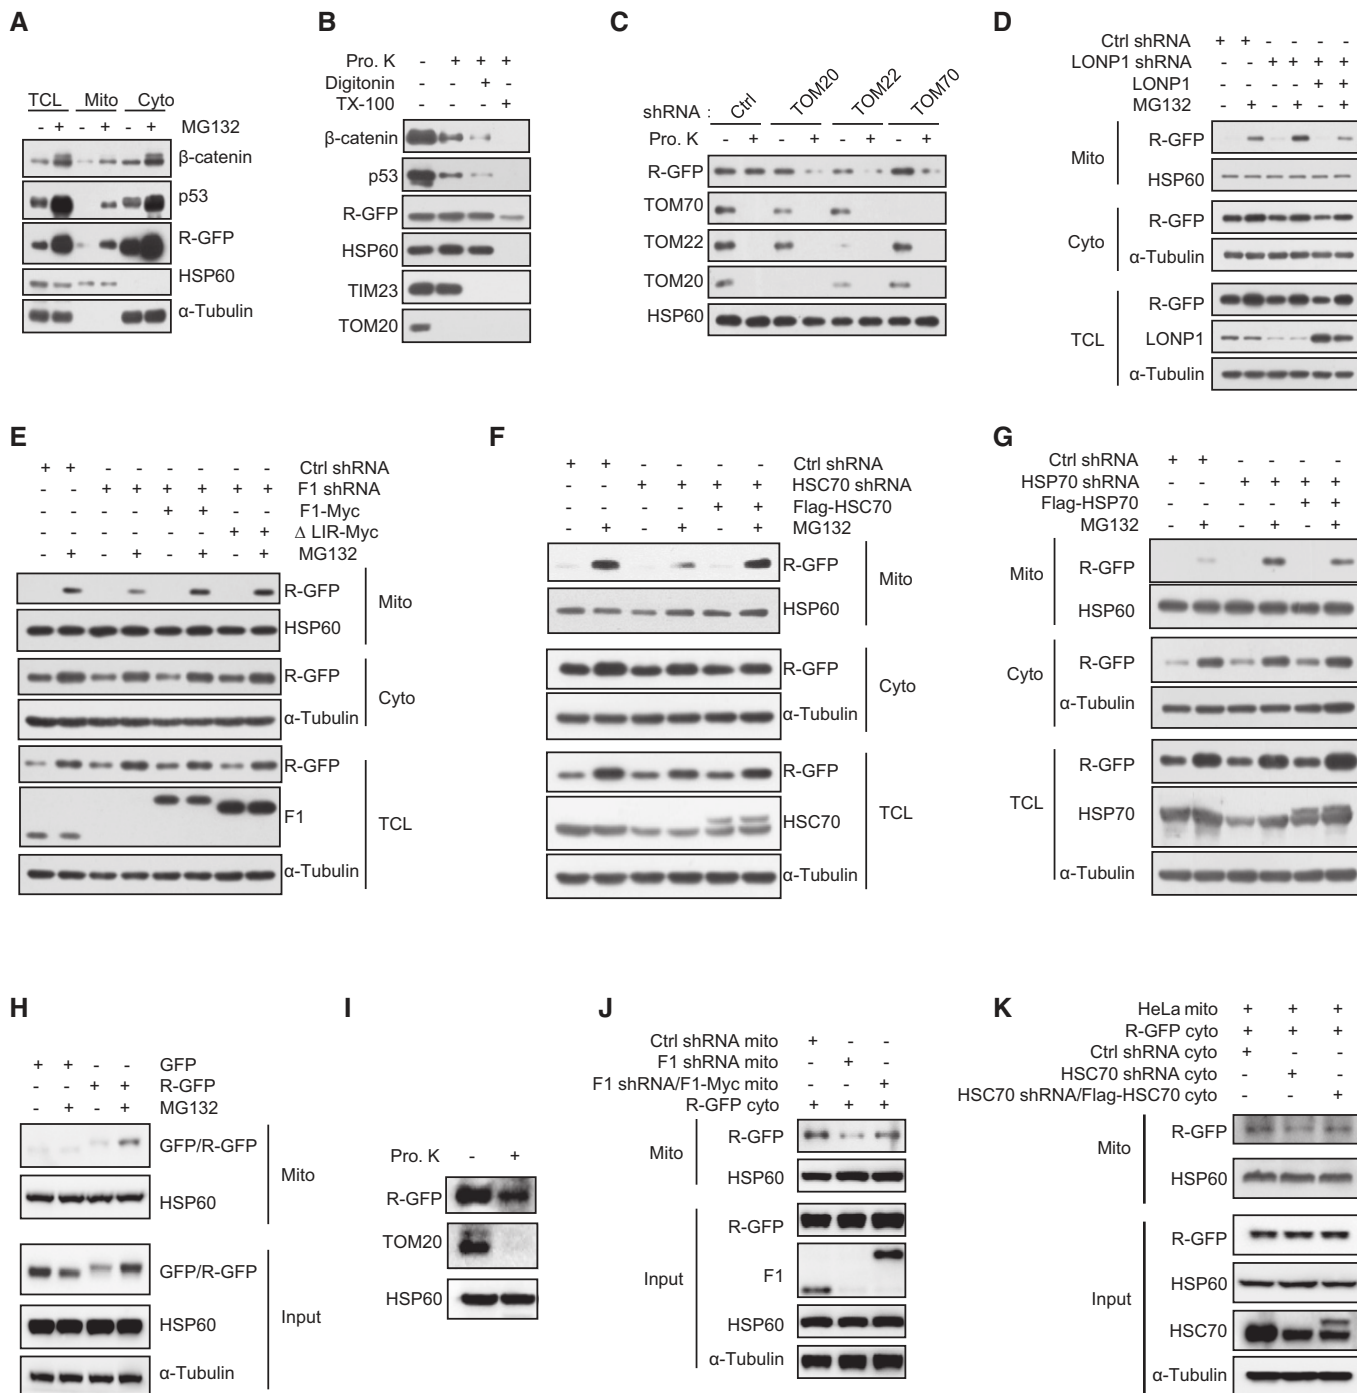 A
TCL Mito Cyto
- + - + - + MG132
β-catenin
p53
R-GFP
HSP60
α-Tubulin
B
Pro. K - + + +
Digitonin - - + -
TX-100 - - - +
β-catenin
p53
R-GFP
HSP60
TIM23
TOM20
C
shRNA : Ctrl TOM20 TOM22 TOM70
Pro. K - + - + - + - +
R-GFP
TOM70
TOM22
TOM20
HSP60
D
Ctrl shRNA + + - - - -
LONP1 shRNA - - + + + +
LONP1 - - - - + +
MG132 - + - + - +
Mito
R-GFP
HSP60
Cyto
R-GFP
α-Tubulin
TCL
R-GFP
LONP1
α-Tubulin
E
+ + - - - - - - Ctrl shRNA
- - + + + + + + F1 shRNA
- - - - + + - - F1-Myc
- - - - - - + + Δ LIR-Myc
- + - + - + - + MG132
R-GFP
HSP60
Mito
R-GFP
α-Tubulin
Cyto
R-GFP
F1
α-Tubulin
TCL
F
+ + - - - - Ctrl shRNA
- - + + + + HSC70 shRNA
- - - - + + Flag-HSC70
- + - + - + MG132
R-GFP
HSP60
Mito
R-GFP
α-Tubulin
Cyto
R-GFP
HSC70
α-Tubulin
TCL
G
Ctrl shRNA + + - - - -
HSP70 shRNA - - + + + +
Flag-HSP70 - - - - + +
MG132 - + - + - +
Mito
R-GFP
HSP60
Cyto
R-GFP
α-Tubulin
TCL
R-GFP
HSP70
α-Tubulin
H
+ + - - GFP
- - + + R-GFP
- + - + MG132
GFP/R-GFP
HSP60
Mito
GFP/R-GFP
HSP60
α-Tubulin
Input
I
Pro. K - +
R-GFP
TOM20
HSP60
J
Ctrl shRNA mito + - -
F1 shRNA mito - + -
F1 shRNA/F1-Myc mito - - +
R-GFP cyto + + +
Mito
R-GFP
HSP60
Input
R-GFP
F1
HSP60
α-Tubulin
K
HeLa mito + + +
R-GFP cyto + + +
Ctrl shRNA cyto + - -
HSC70 shRNA cyto - + -
HSC70 shRNA/Flag-HSC70 cyto - - +
Mito
R-GFP
HSP60
Input
R-GFP
HSP60
HSC70
α-Tubulin